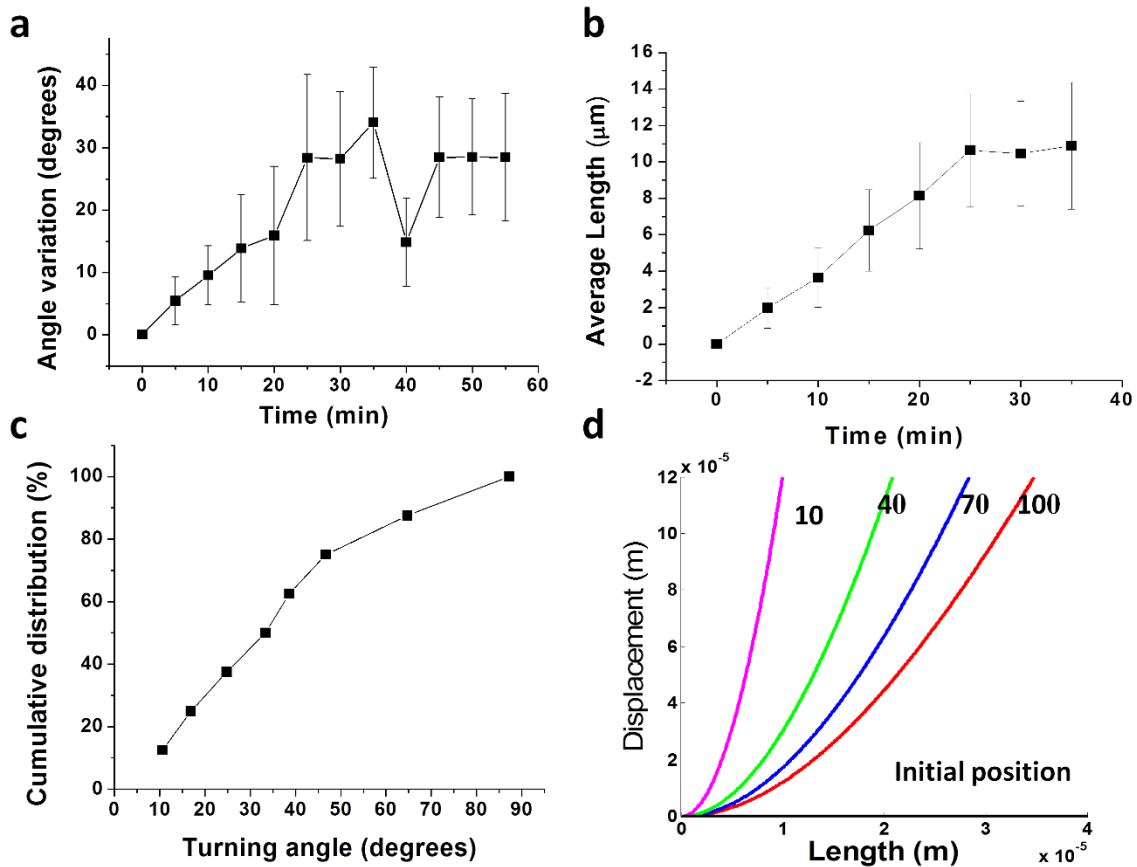 a
Angle variation (degrees)
40
30
20
10
0
0 10 20 30 40 50 60
Time (min)
b
Average Length (μm)
16
14
12
10
8
6
4
2
0
-2
0 10 20 30 40
Time (min)
c
Cumulative distribution (%)
100
80
60
40
20
0
0 10 20 30 40 50 60 70 80 90
Turning angle (degrees)
d
x 10⁻⁵
Displacement (m)
12
10
8
6
4
2
0
10 40 70 100
Initial position
0 1 2 3 4
Length (m)
x 10⁻⁵